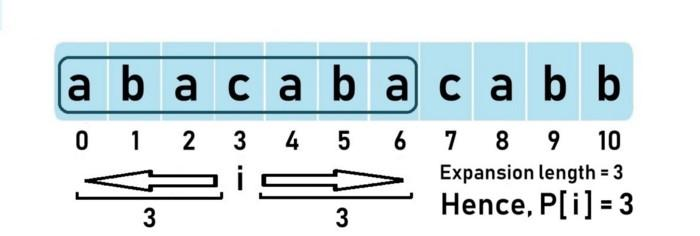 a b a c a b a c a b b
0 1 2 3 4 5 6 7 8 9 10
i
3 3
Expansion length = 3
Hence, P[i] = 3